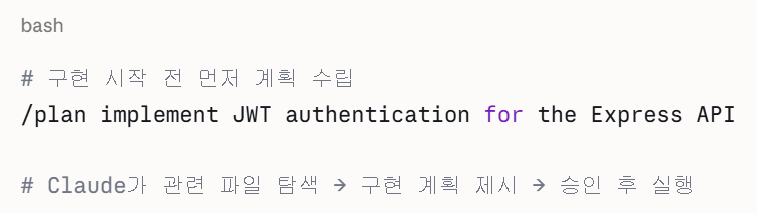 bash
# 구현 시작 전 먼저 계획 수립
/plan implement JWT authentication for the Express API
# Claude가 관련 파일 탐색 → 구현 계획 제시 → 승인 후 실행